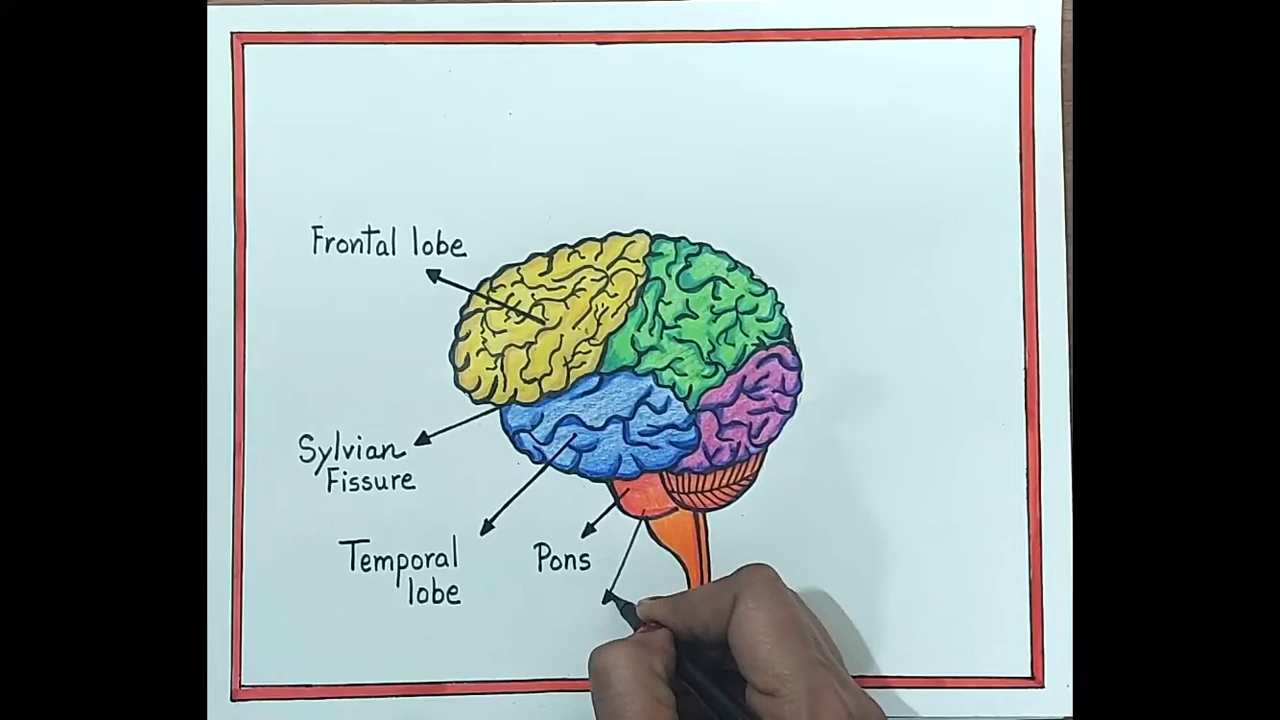 Frontal lobe
Sylvian
Fissure
Temporal
lobe
Pons